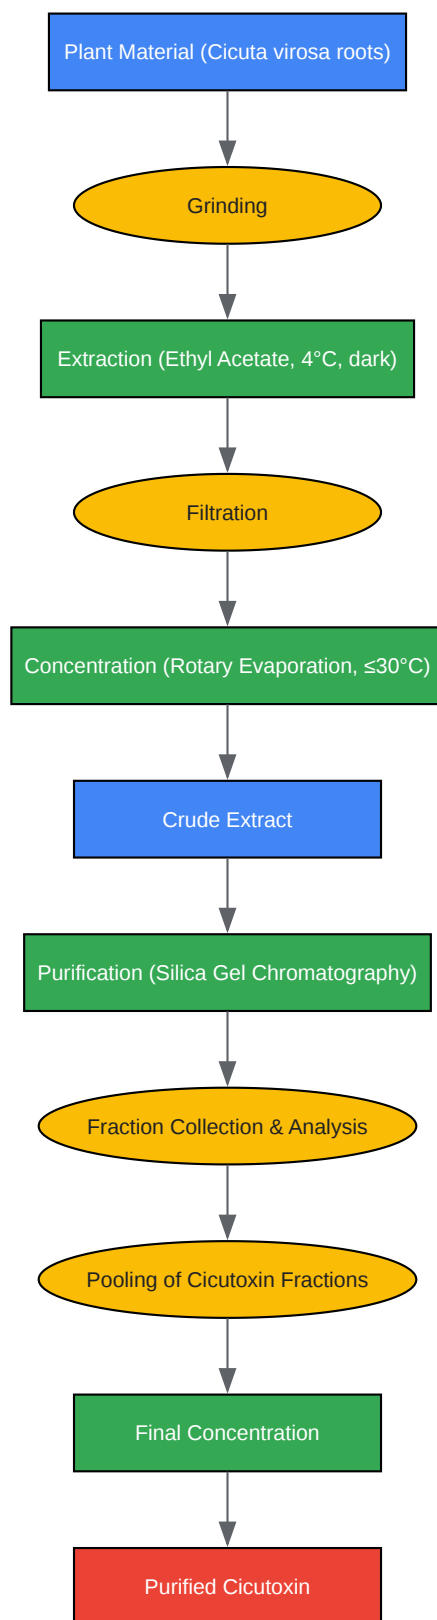 Plant Material (Cicuta virosa roots)
Grinding
Extraction (Ethyl Acetate, 4°C, dark)
Filtration
Concentration (Rotary Evaporation, ≤30°C)
Crude Extract
Purification (Silica Gel Chromatography)
Fraction Collection & Analysis
Pooling of Cicutoxin Fractions
Final Concentration
Purified Cicutoxin